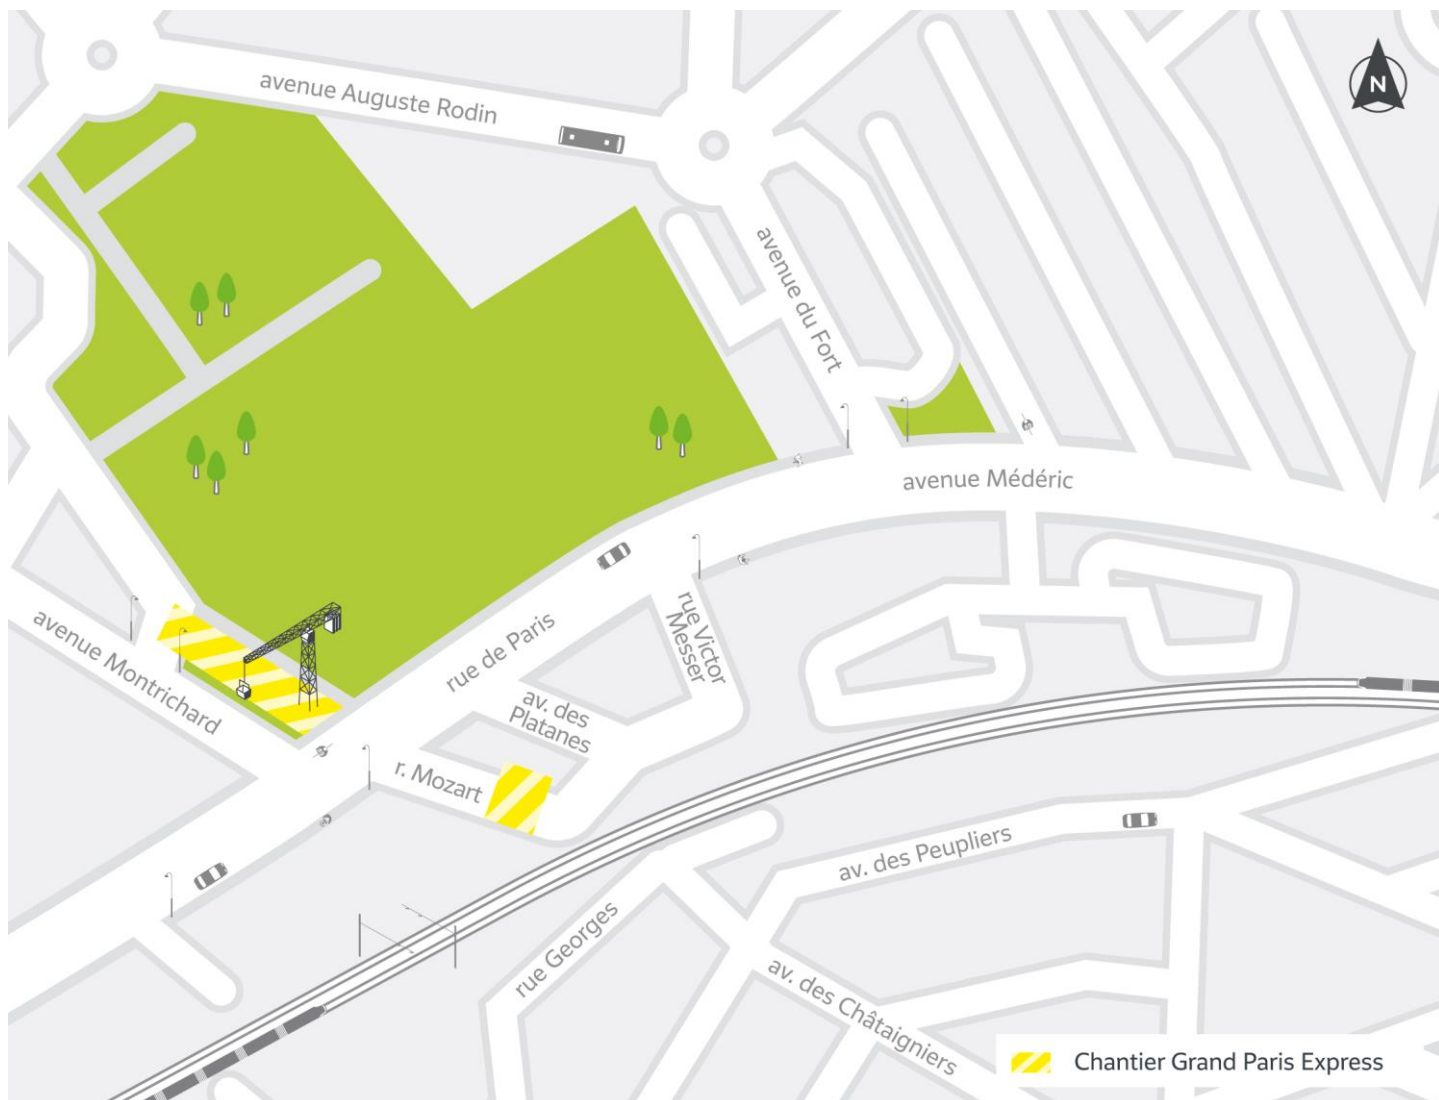 N
avenue Auguste Rodin
avenue du Fort
avenue Médéric
avenue Montrichard
rue de Paris
rue Victor
Messer
av. des
Platanes
r. Mozart
av. des Peupliers
rue Georges
av. des Châtaigniers
Chantier Grand Paris Express